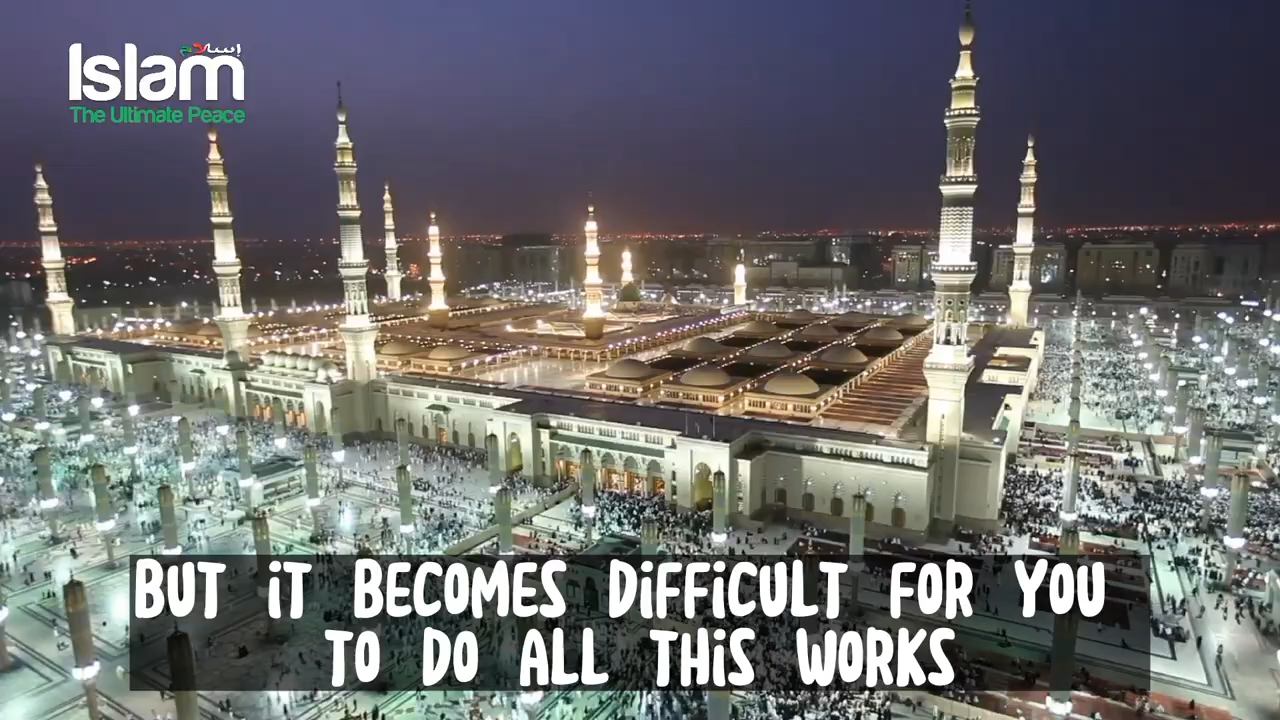 إسلام
Islam
The Ultimate Peace
BUT iT BECOMES DiFFiCULT FOR YOU
TO DO ALL THiS WORKS